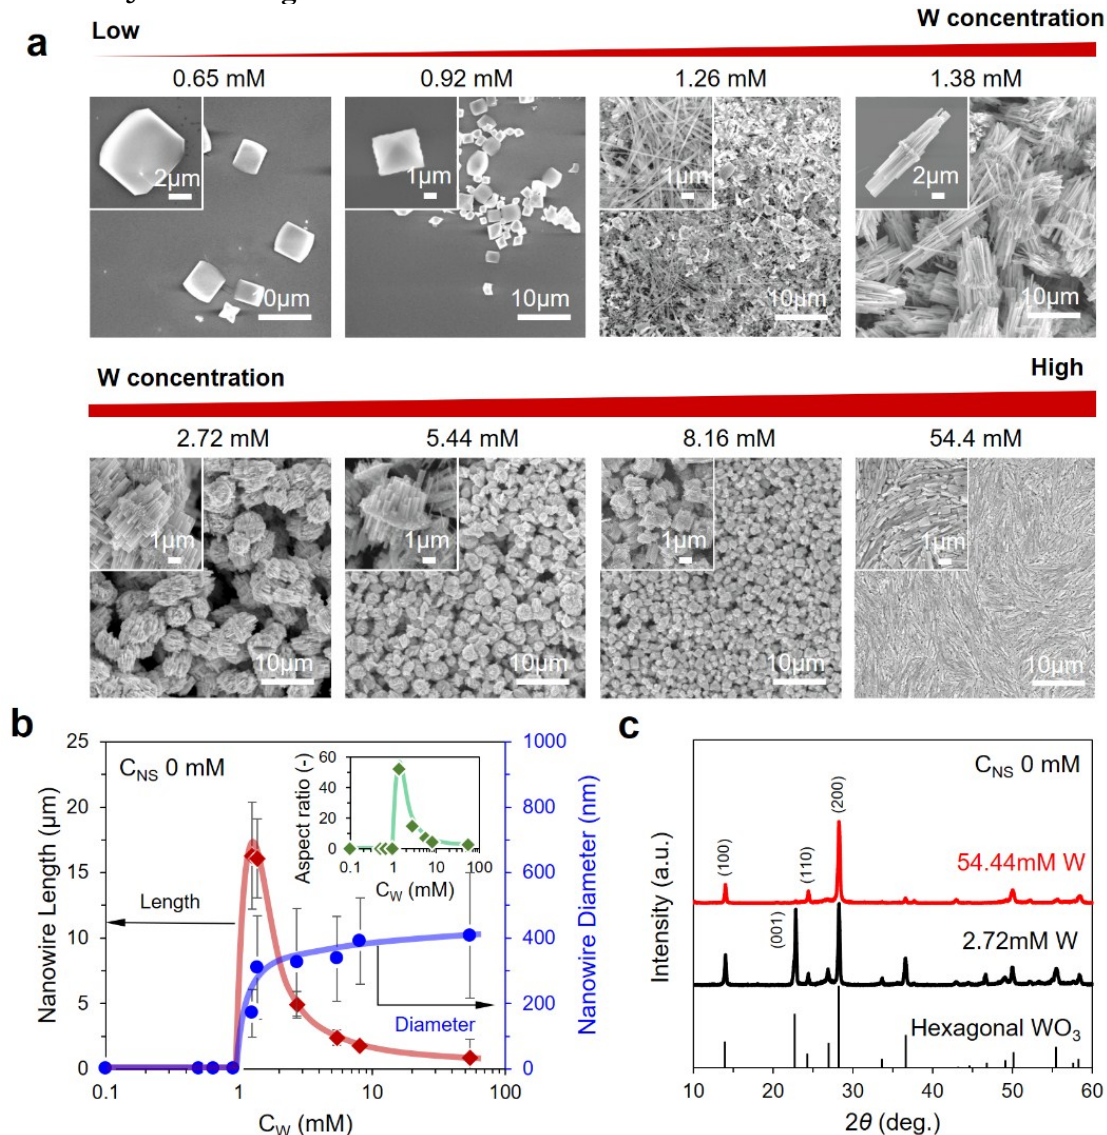 Low
W concentration
a
0.65 mM
0.92 mM
1.26 mM
1.38 mM
2μm
1μm
1μm
2μm
0μm
10μm
10μm
10μm
W concentration
High
2.72 mM
5.44 mM
8.16 mM
54.4 mM
1μm
1μm
1μm
1μm
10μm
10μm
10μm
10μm
b
25
20
15
10
5
0
Nanowire Length (μm)
C_NS 0 mM
Length
Diameter
0
1
10
100
C_W (mM)
1000
800
600
400
200
0
Nanowire Diameter (nm)
60
40
20
0
Aspect ratio (-)
0.1
1
10
100
C_W (mM)
c
C_NS 0 mM
(100)
(001)
(110)
(200)
54.44mM W
2.72mM W
Hexagonal WO₃
Intensity (a.u.)
10
20
30
40
50
60
2θ (deg.)